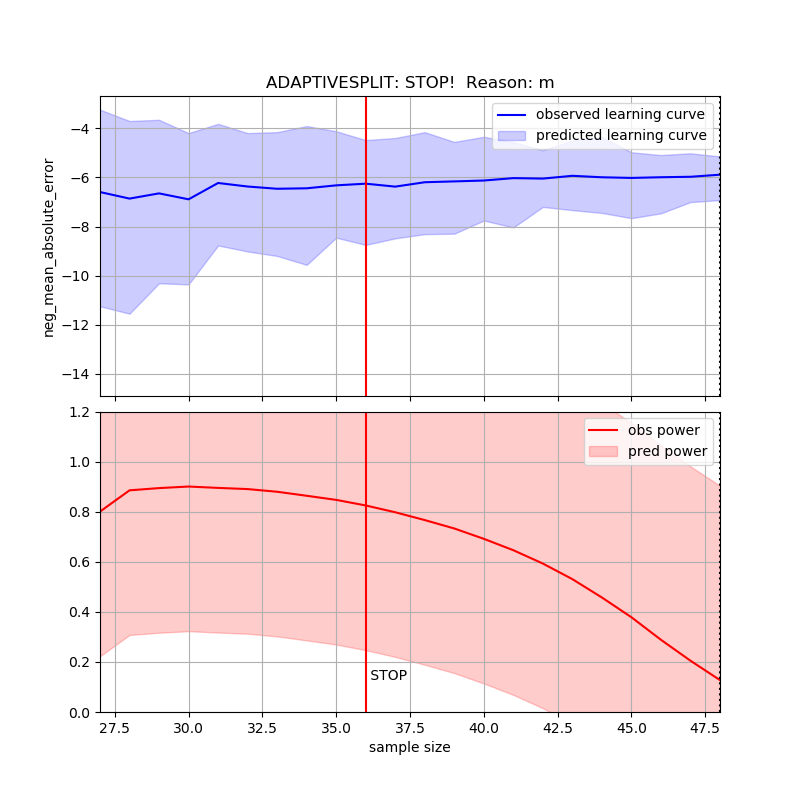 ADAPTIVESPLIT: STOP!  Reason: m
observed learning curve
predicted learning curve
neg_mean_absolute_error
−4
−6
−8
−10
−12
−14
obs power
pred power
1.2
1.0
0.8
0.6
0.4
0.2
0.0
STOP
27.5 30.0 32.5 35.0 37.5 40.0 42.5 45.0 47.5
sample size